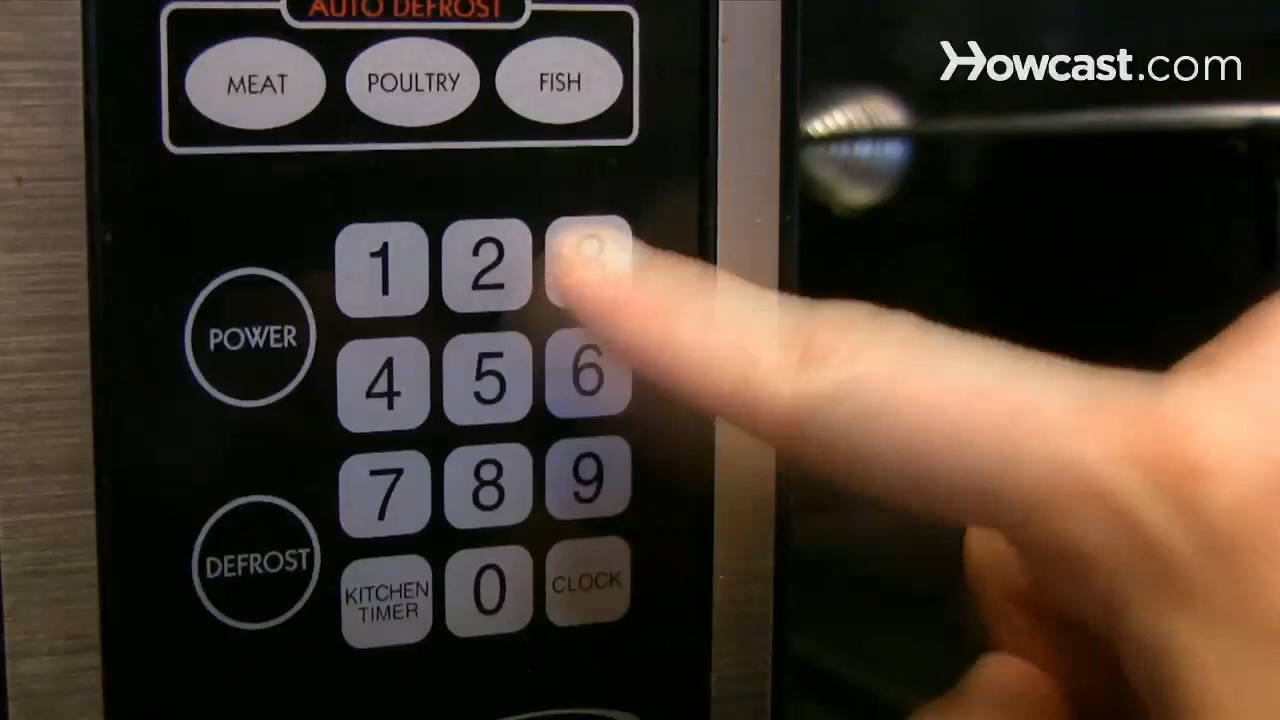 AUTO DEFROST
Howcast.com
MEAT POULTRY FISH
1 2 3
POWER
4 5 6
7 8 9
DEFROST
KITCHEN TIMER 0 CLOCK